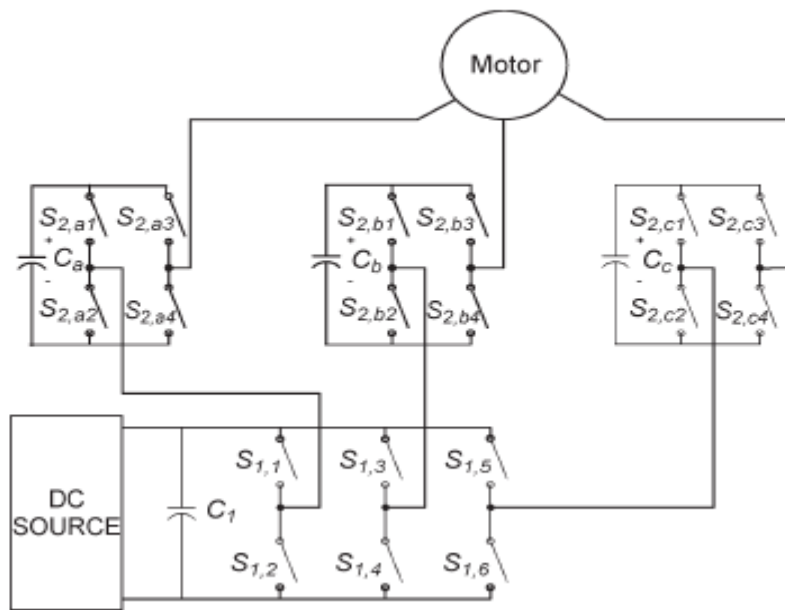 Motor
S2,a1 S2,a3
+
Ca
-
S2,a2 S2,a4
S2,b1 S2,b3
+
Cb
-
S2,b2 S2,b4
S2,c1 S2,c3
+
Cc
-
S2,c2 S2,c4
DC
SOURCE
C1
S1,1 S1,3 S1,5
S1,2 S1,4 S1,6